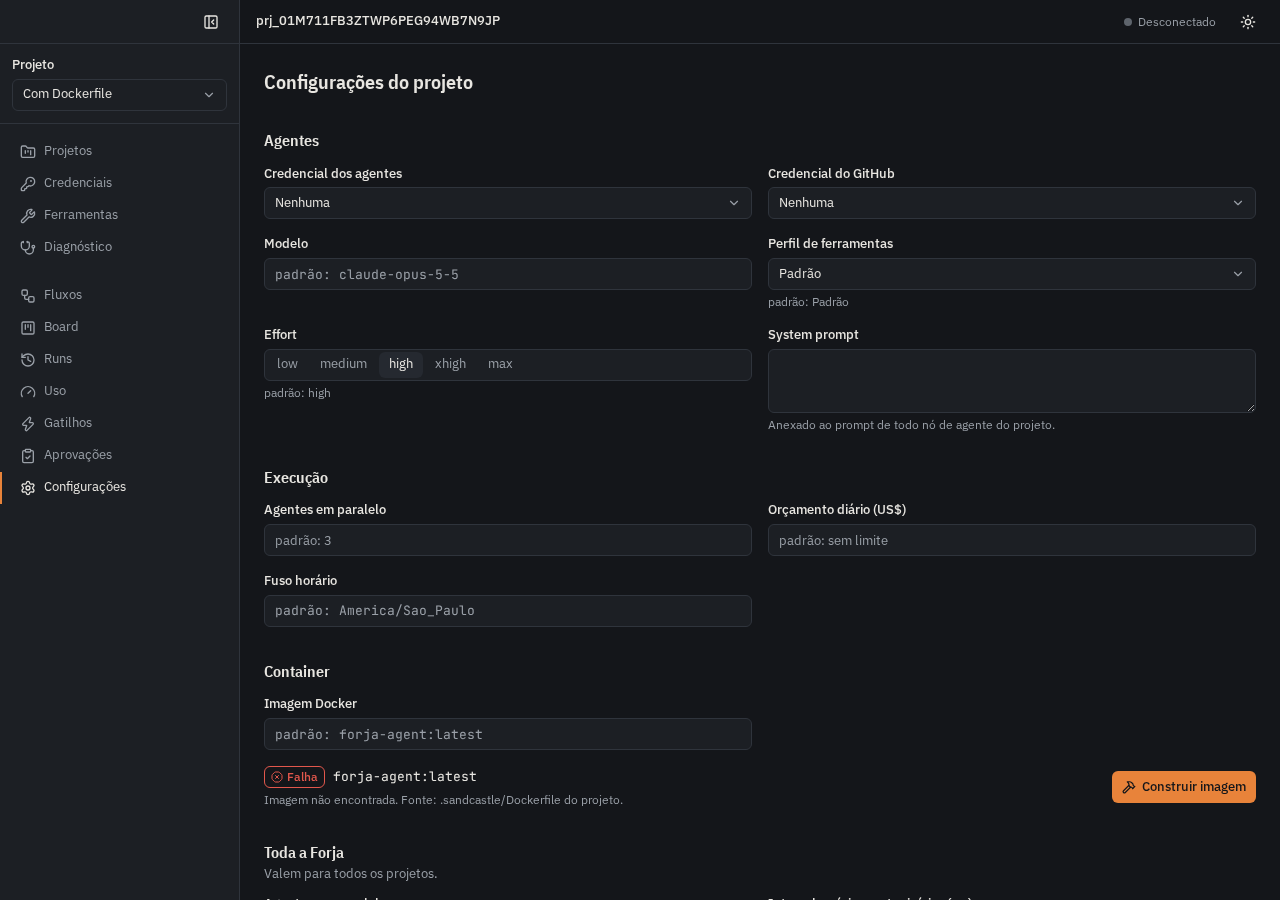 prj_01M711FB3ZTWP6PEG94WB7N9JP
Desconectado
Projeto
Com Dockerfile
Projetos
Credenciais
Ferramentas
Diagnóstico
Fluxos
Board
Runs
Uso
Gatilhos
Aprovações
Configurações
Configurações do projeto
Agentes
Credencial dos agentes
Nenhuma
Credencial do GitHub
Nenhuma
Modelo
padrão: claude-opus-5-5
Perfil de ferramentas
Padrão
padrão: Padrão
Effort
low medium high xhigh max
padrão: high
System prompt
Anexado ao prompt de todo nó de agente do projeto.
Execução
Agentes em paralelo
padrão: 3
Orçamento diário (US$)
padrão: sem limite
Fuso horário
padrão: America/Sao_Paulo
Container
Imagem Docker
padrão: forja-agent:latest
Falha forja-agent:latest
Imagem não encontrada. Fonte: .sandcastle/Dockerfile do projeto.
Construir imagem
Toda a Forja
Valem para todos os projetos.